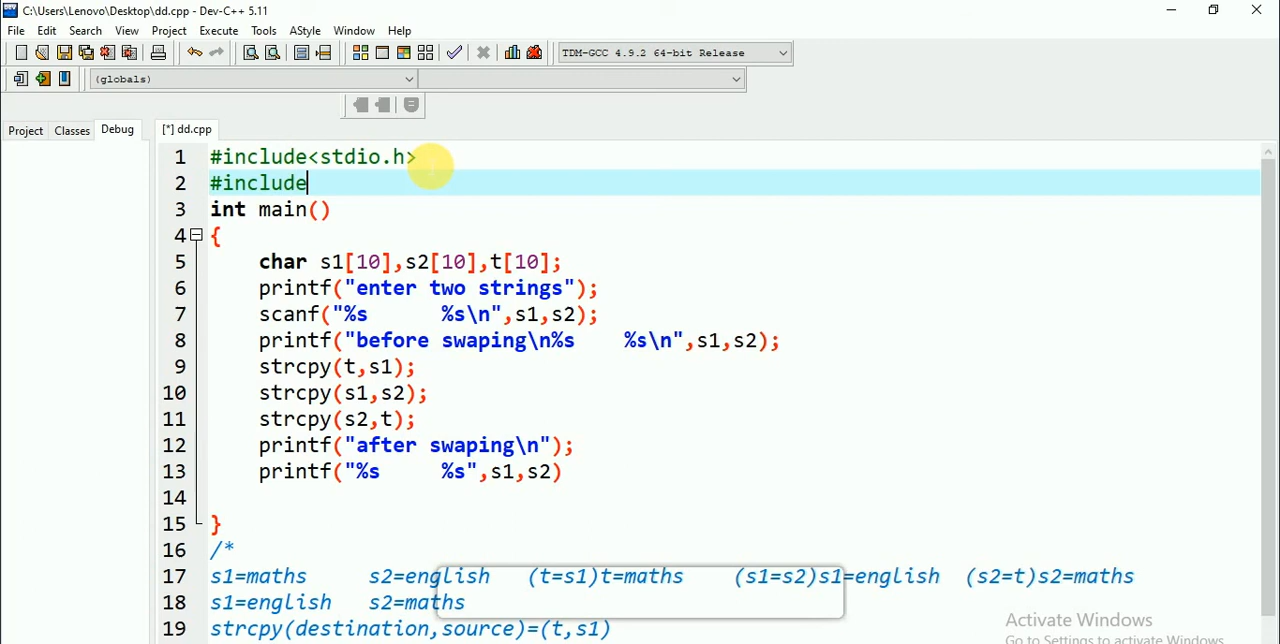 C:\Users\Lenovo\Desktop\dd.cpp - Dev-C++ 5.11
File Edit Search View Project Execute Tools AStyle Window Help
TDM-GCC 4.9.2 64-bit Release
(globals)
Project Classes Debug [*] dd.cpp
1 #include<stdio.h>
2 #include
3 int main()
4 {
5 char s1[10],s2[10],t[10];
6 printf("enter two strings");
7 scanf("%s      %s\n",s1,s2);
8 printf("before swaping\n%s    %s\n",s1,s2);
9 strcpy(t,s1);
10 strcpy(s1,s2);
11 strcpy(s2,t);
12 printf("after swaping\n");
13 printf("%s     %s",s1,s2)
14
15 }
16 /*
17 s1=maths     s2=english   (t=s1)t=maths    (s1=s2)s1=english  (s2=t)s2=maths
18 s1=english   s2=maths
19 strcpy(destination,source)=(t,s1)
Activate Windows
Go to Settings to activate Windows.